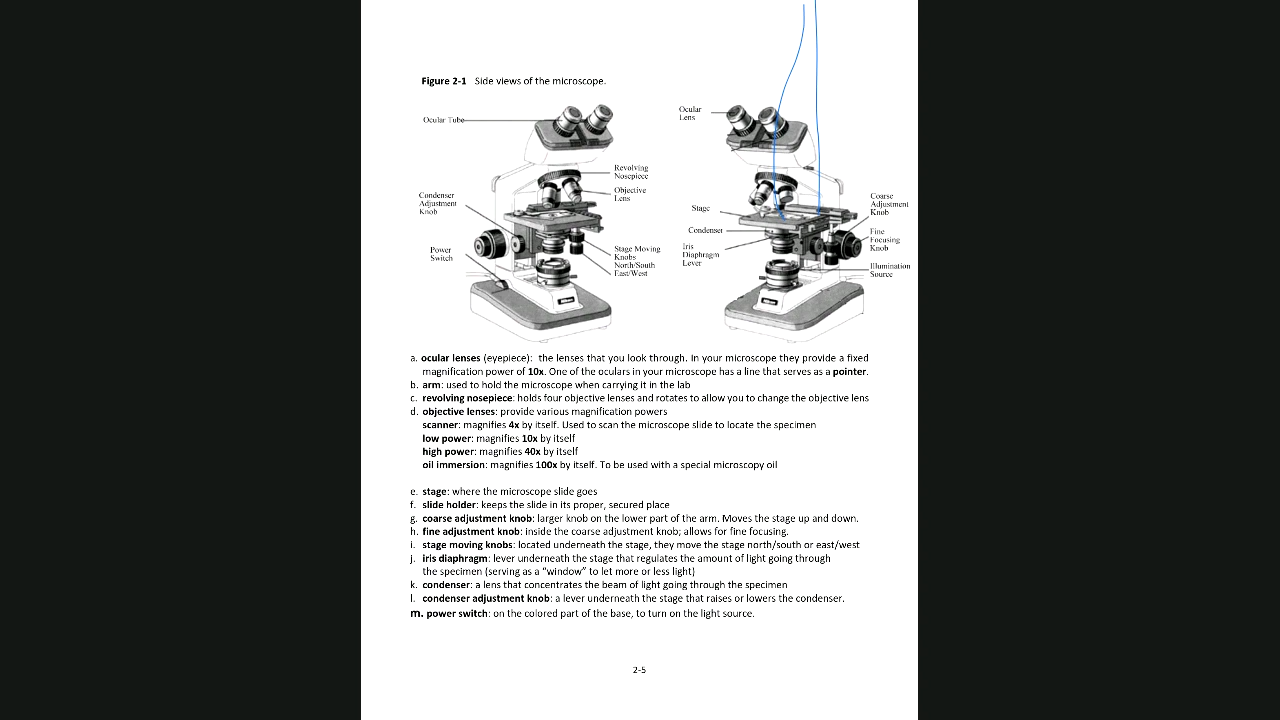 Figure 2-1 Side views of the microscope.
Ocular Tube
Revolving
Nosepiece
Objective
Lens
Condenser
Adjustment
Knob
Power
Switch
Stage Moving
Knobs
North/South
East/West
Ocular
Lens
Stage
Condenser
Iris
Diaphragm
Lever
Coarse
Adjustment
Knob
Fine
Focusing
Knob
Illumination
Source
a. ocular lenses (eyepiece): the lenses that you look through. In your microscope they provide a fixed
magnification power of 10x. One of the oculars in your microscope has a line that serves as a pointer.
b. arm: used to hold the microscope when carrying it in the lab
c. revolving nosepiece: holds four objective lenses and rotates to allow you to change the objective lens
d. objective lenses: provide various magnification powers
scanner: magnifies 4x by itself. Used to scan the microscope slide to locate the specimen
low power: magnifies 10x by itself
high power: magnifies 40x by itself
oil immersion: magnifies 100x by itself. To be used with a special microscopy oil
e. stage: where the microscope slide goes
f. slide holder: keeps the slide in its proper, secured place
g. coarse adjustment knob: larger knob on the lower part of the arm. Moves the stage up and down.
h. fine adjustment knob: inside the coarse adjustment knob; allows for fine focusing.
i. stage moving knobs: located underneath the stage, they move the stage north/south or east/west
j. iris diaphragm: lever underneath the stage that regulates the amount of light going through
the specimen (serving as a “window” to let more or less light)
k. condenser: a lens that concentrates the beam of light going through the specimen
l. condenser adjustment knob: a lever underneath the stage that raises or lowers the condenser.
m. power switch: on the colored part of the base, to turn on the light source.
2-5